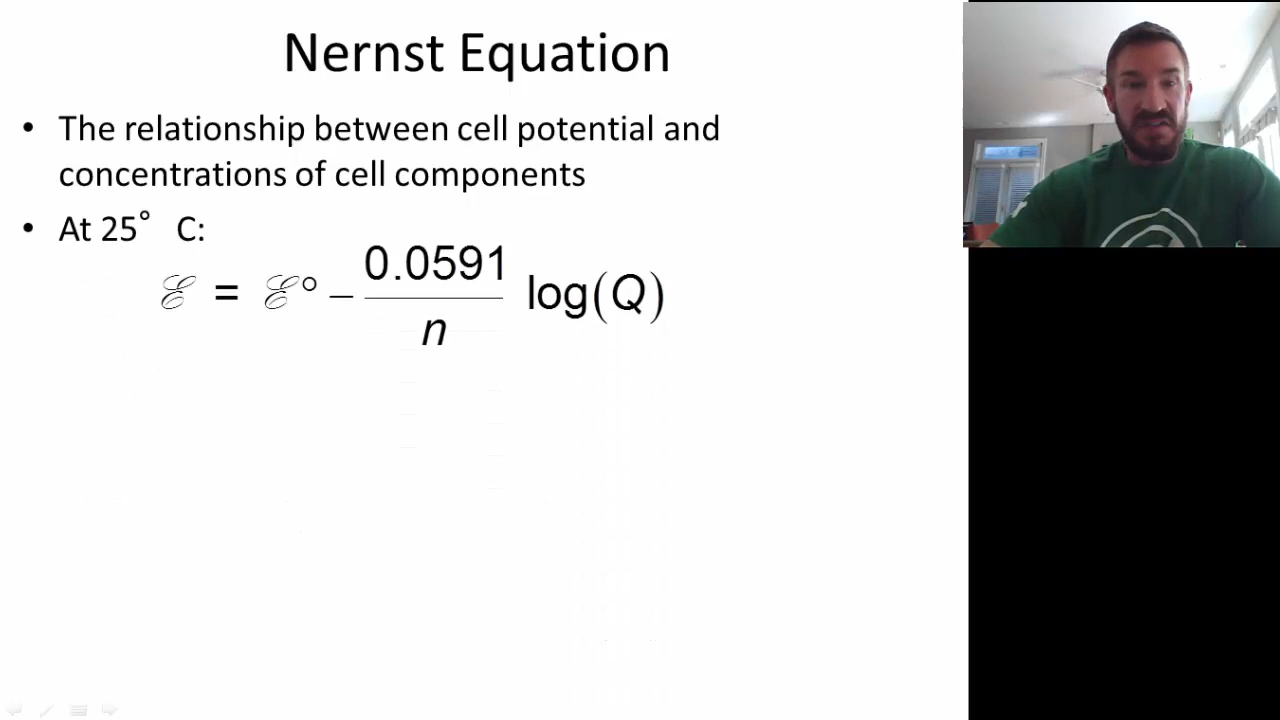 Nernst Equation
• The relationship between cell potential and
concentrations of cell components
• At 25° C:
ℰ = ℰ° − 0.0591/n log(Q)